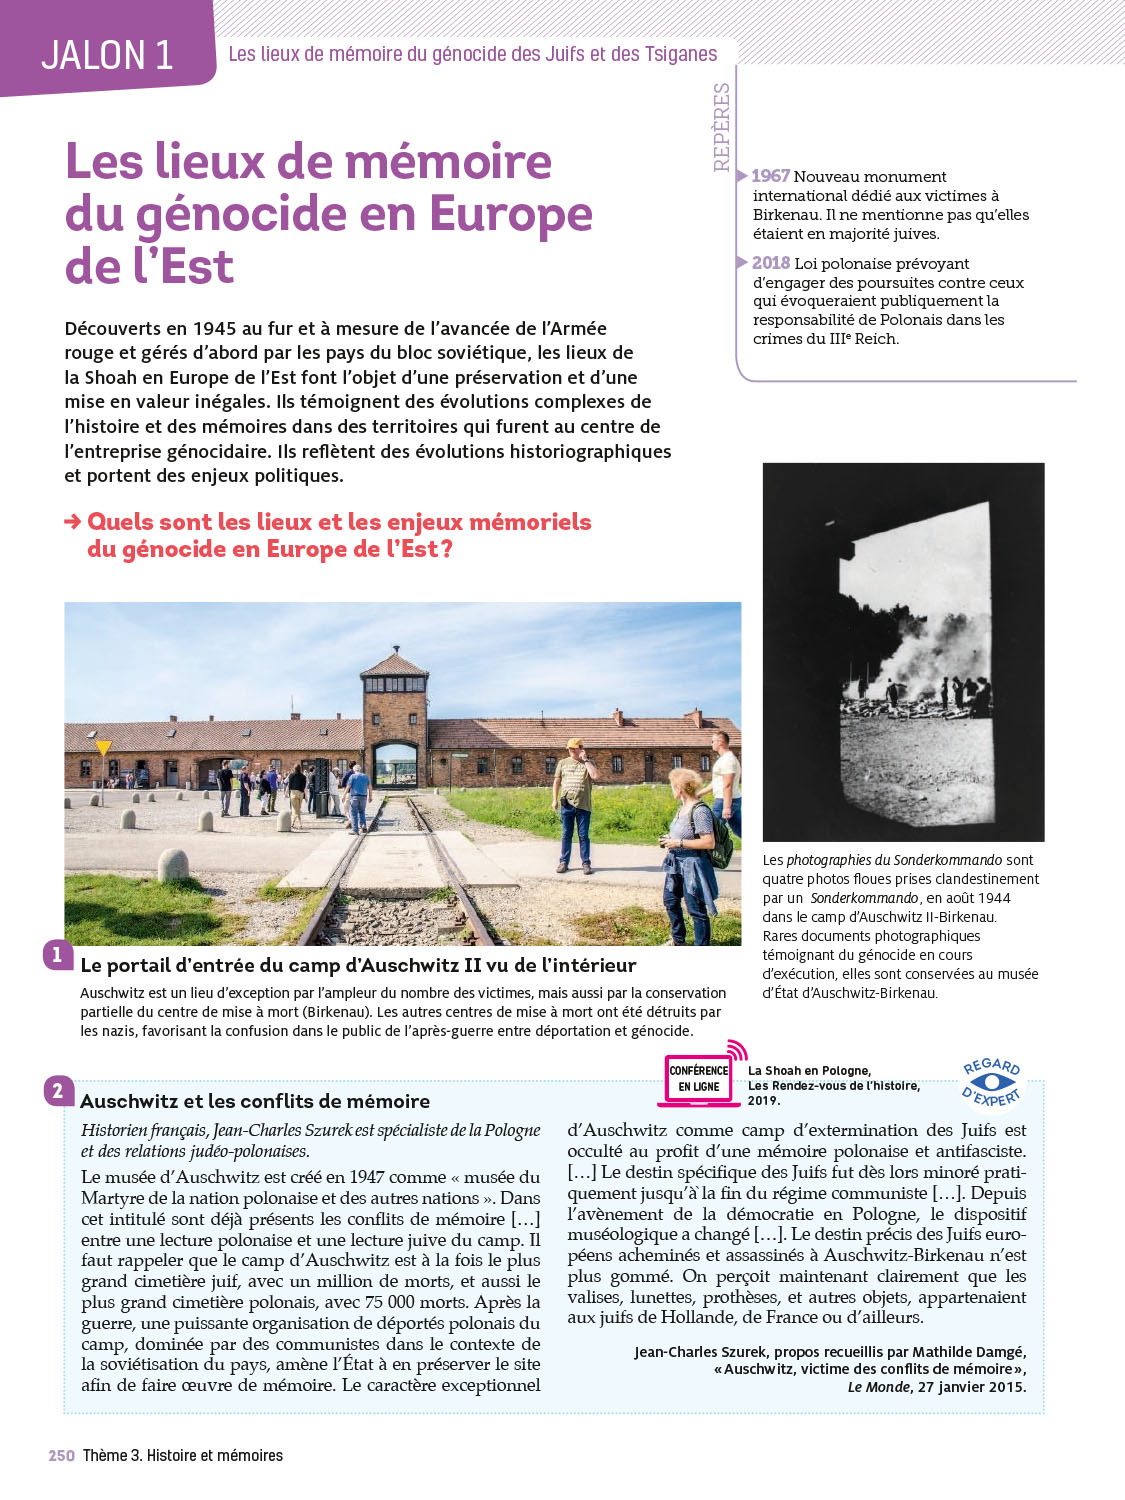 JALON 1
Les lieux de mémoire du génocide des Juifs et des Tsiganes
Les lieux de mémoire
du génocide en Europe
de l'Est
Découverts en 1945 au fur et à mesure de l'avancée de l'Armée
rouge et gérés d'abord par les pays du bloc soviétique, les lieux de
la Shoah en Europe de l'Est font l'objet d'une préservation et d'une
mise en valeur inégales. Ils témoignent des évolutions complexes de
l'histoire et des mémoires dans des territoires qui furent au centre de
l'entreprise génocidaire. Ils reflètent des évolutions historiographiques
et portent des enjeux politiques.
→ Quels sont les lieux et les enjeux mémoriels
du génocide en Europe de l'Est ?
REPÈRES
1967 Nouveau monument
international dédié aux victimes à
Birkenau. Il ne mentionne pas qu'elles
étaient en majorité juives.
2018 Loi polonaise prévoyant
d'engager des poursuites contre ceux
qui évoqueraient publiquement la
responsabilité de Polonais dans les
crimes du IIIe Reich.
1
Le portail d'entrée du camp d'Auschwitz II vu de l'intérieur
Auschwitz est un lieu d'exception par l'ampleur du nombre des victimes, mais aussi par la conservation
partielle du centre de mise à mort (Birkenau). Les autres centres de mise à mort ont été détruits par
les nazis, favorisant la confusion dans le public de l'après-guerre entre déportation et génocide.
Les photographies du Sonderkommando sont
quatre photos floues prises clandestinement
par un Sonderkommando, en août 1944
dans le camp d'Auschwitz II-Birkenau.
Rares documents photographiques
témoignant du génocide en cours
d'exécution, elles sont conservées au musée
d'État d'Auschwitz-Birkenau.
CONFÉRENCE
EN LIGNE
La Shoah en Pologne,
Les Rendez-vous de l'histoire,
2019.
REGARD
D'EXPERT
2
Auschwitz et les conflits de mémoire
Historien français, Jean-Charles Szurek est spécialiste de la Pologne
et des relations judéo-polonaises.
Le musée d'Auschwitz est créé en 1947 comme « musée du
Martyre de la nation polonaise et des autres nations ». Dans
cet intitulé sont déjà présents les conflits de mémoire […]
entre une lecture polonaise et une lecture juive du camp. Il
faut rappeler que le camp d'Auschwitz est à la fois le plus
grand cimetière juif, avec un million de morts, et aussi le
plus grand cimetière polonais, avec 75 000 morts. Après la
guerre, une puissante organisation de déportés polonais du
camp, dominée par des communistes dans le contexte de
la soviétisation du pays, amène l'État à en préserver le site
afin de faire œuvre de mémoire. Le caractère exceptionnel
d'Auschwitz comme camp d'extermination des Juifs est
occulté au profit d'une mémoire polonaise et antifasciste.
[…] Le destin spécifique des Juifs fut dès lors minoré prati-
quement jusqu'à la fin du régime communiste […]. Depuis
l'avènement de la démocratie en Pologne, le dispositif
muséologique a changé […]. Le destin précis des Juifs euro-
péens acheminés et assassinés à Auschwitz-Birkenau n'est
plus gommé. On perçoit maintenant clairement que les
valises, lunettes, prothèses, et autres objets, appartenaient
aux juifs de Hollande, de France ou d'ailleurs.
Jean-Charles Szurek, propos recueillis par Mathilde Damgé,
« Auschwitz, victime des conflits de mémoire »,
Le Monde, 27 janvier 2015.
250 Thème 3. Histoire et mémoires